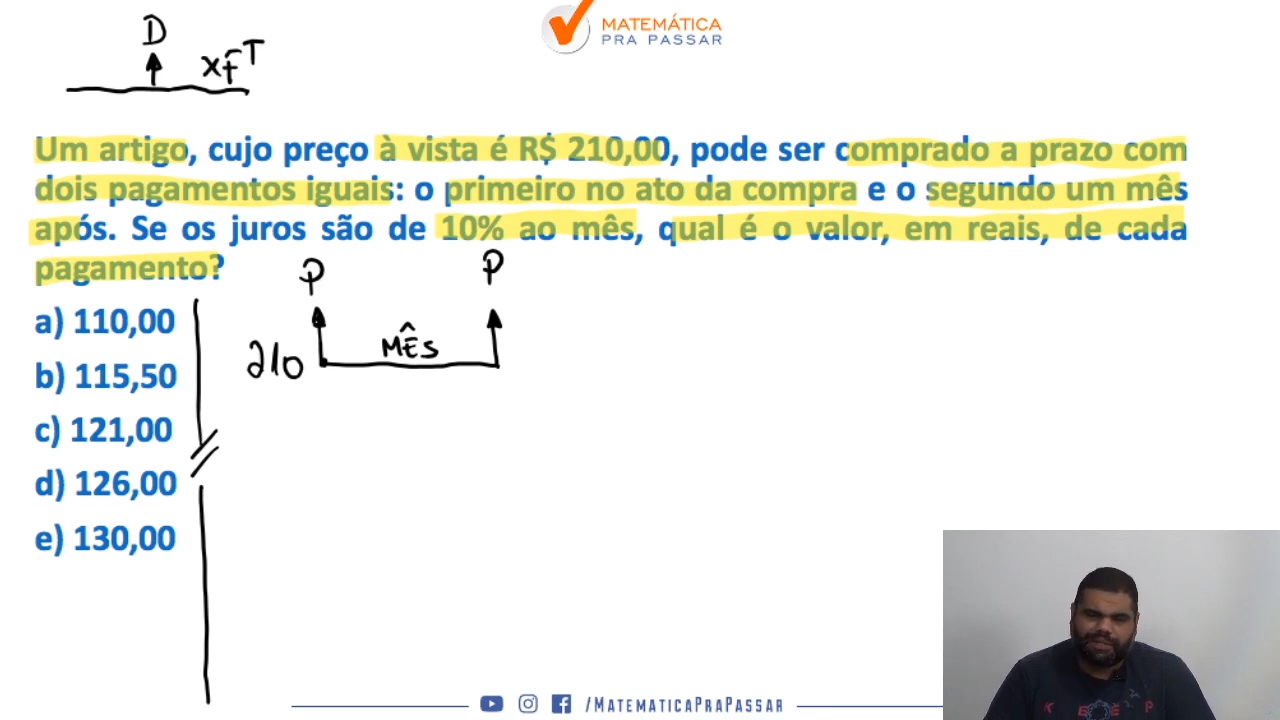 D
xf^T
MATEMÁTICA
PRA PASSAR
Um artigo, cujo preço à vista é R$ 210,00, pode ser comprado a prazo com
dois pagamentos iguais: o primeiro no ato da compra e o segundo um mês
após. Se os juros são de 10% ao mês, qual é o valor, em reais, de cada
pagamento?
P P
a) 110,00
210 MÊS
b) 115,50
c) 121,00
d) 126,00
e) 130,00
K E E P
/MATEMATICAPRAPASSAR